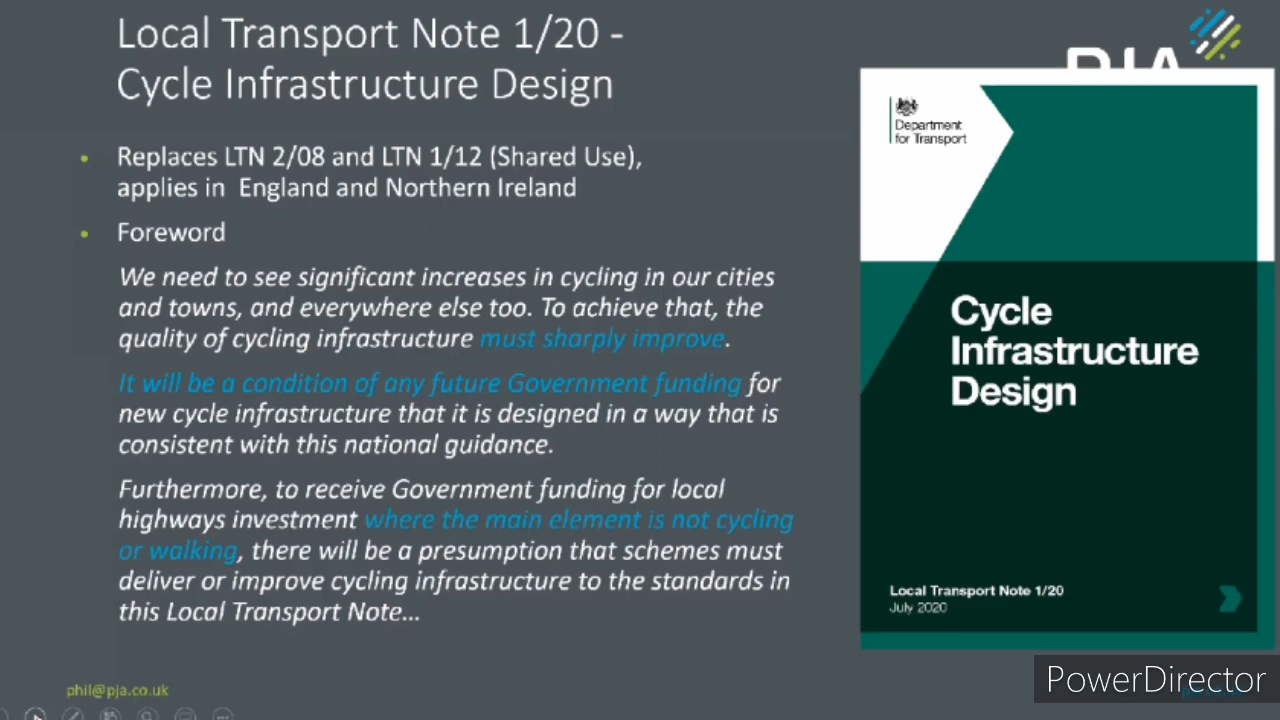 Local Transport Note 1/20 -
Cycle Infrastructure Design
PJA
• Replaces LTN 2/08 and LTN 1/12 (Shared Use),
applies in England and Northern Ireland
• Foreword
We need to see significant increases in cycling in our cities
and towns, and everywhere else too. To achieve that, the
quality of cycling infrastructure must sharply improve.
It will be a condition of any future Government funding for
new cycle infrastructure that it is designed in a way that is
consistent with this national guidance.
Furthermore, to receive Government funding for local
highways investment where the main element is not cycling
or walking, there will be a presumption that schemes must
deliver or improve cycling infrastructure to the standards in
this Local Transport Note...
Department
for Transport
Cycle
Infrastructure
Design
Local Transport Note 1/20
July 2020
phil@pja.co.uk
PowerDirector